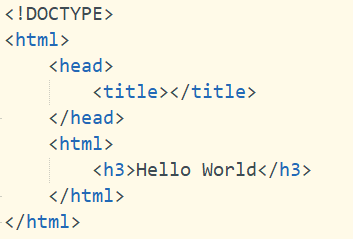 <!DOCTYPE>
<html>
<head>
<title></title>
</head>
<html>
<h3>Hello World</h3>
</html>
</html>